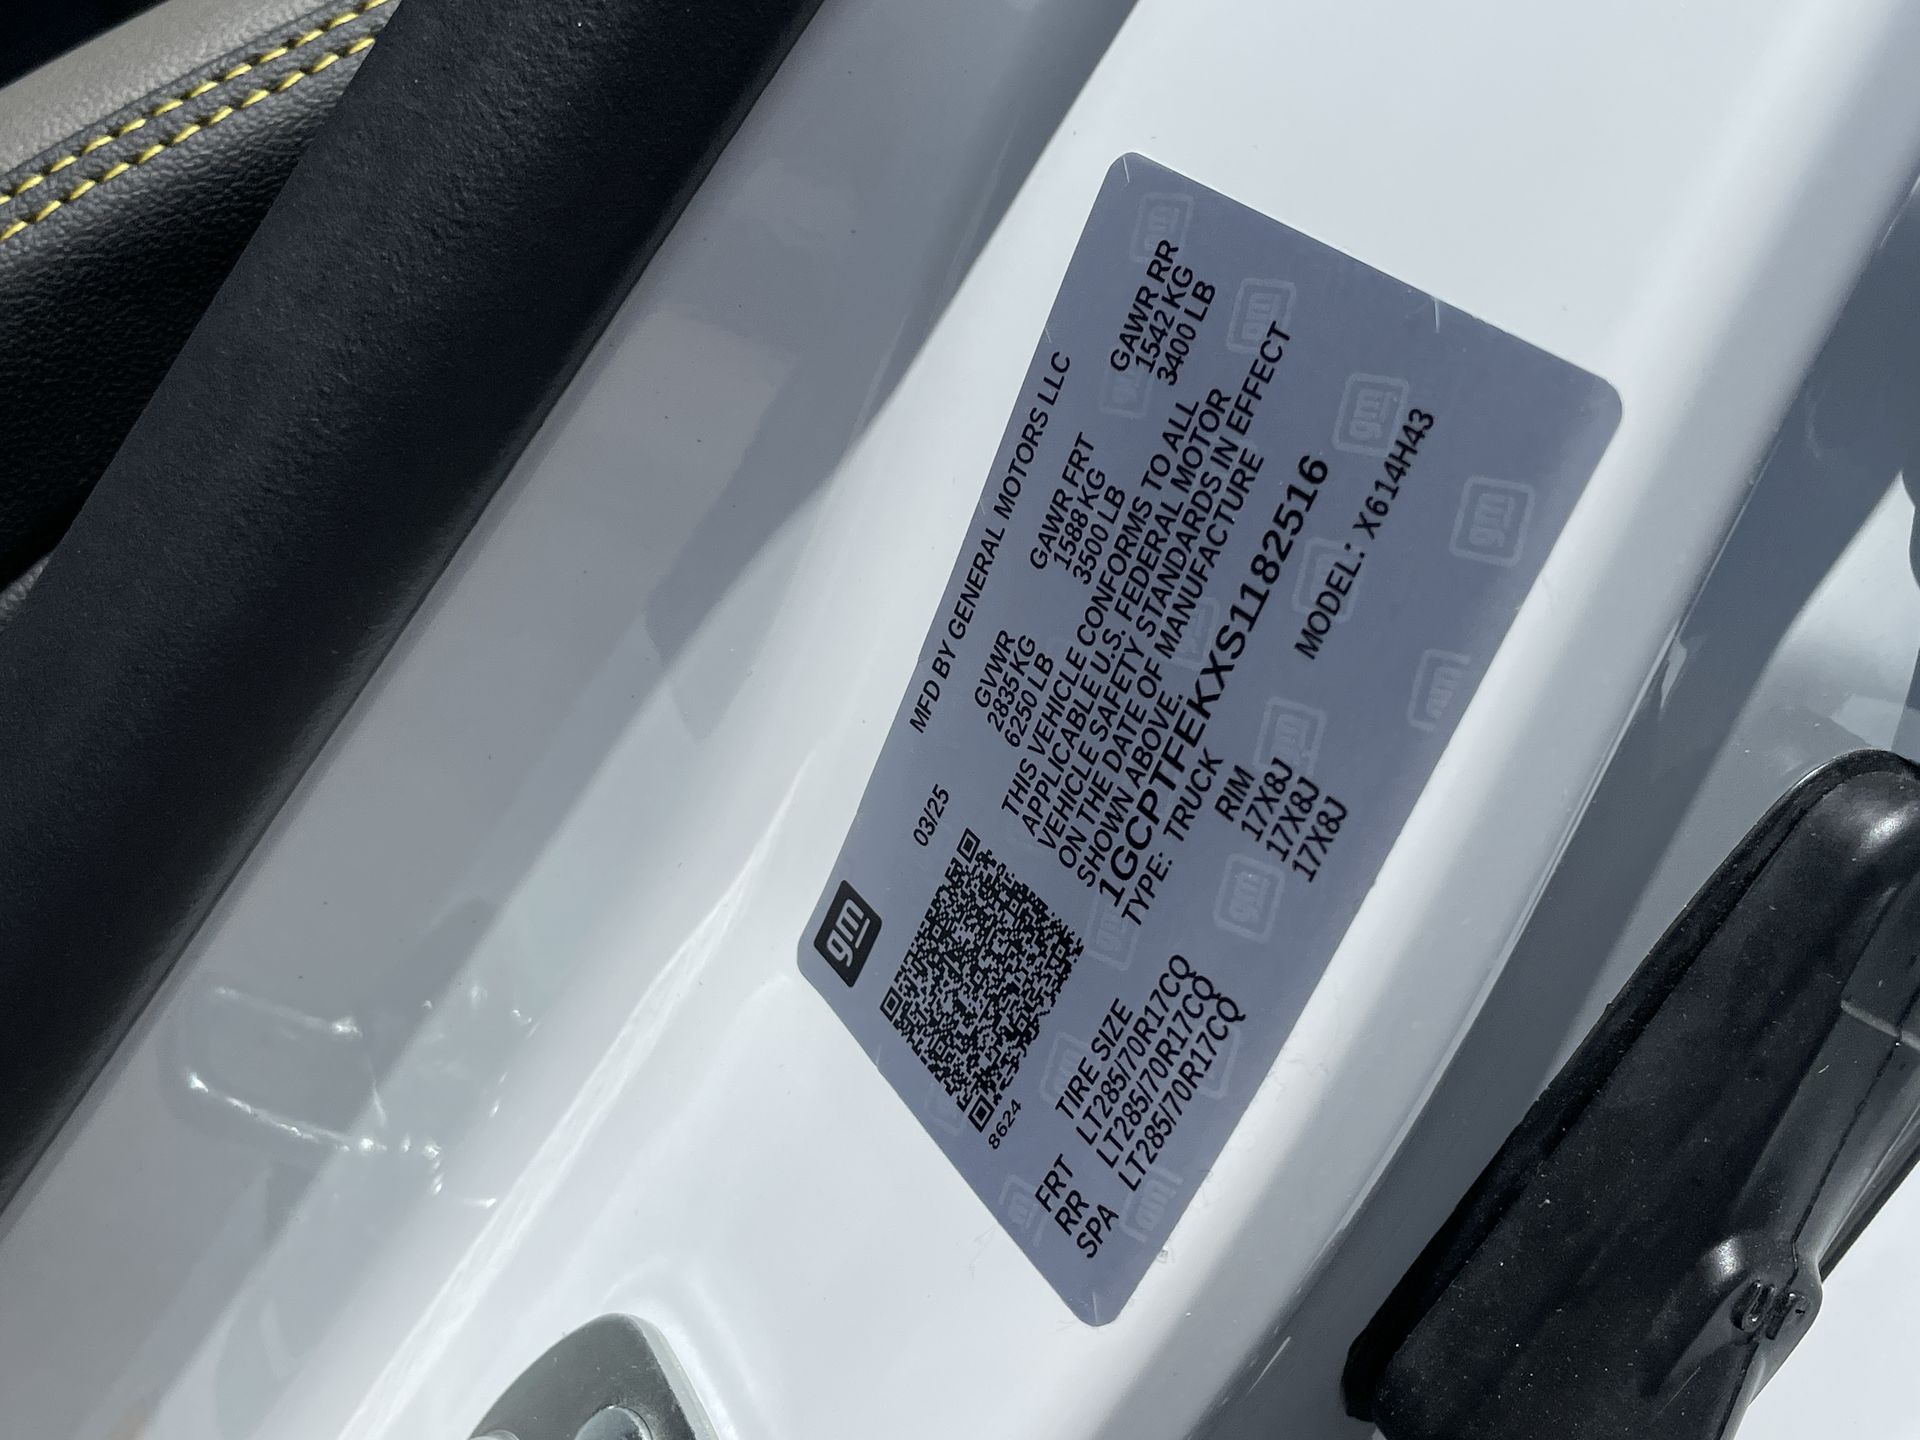 gm
03/25
MFD BY GENERAL MOTORS LLC
GVWR GAWR FRT GAWR RR
2835 KG 1588 KG 1542 KG
6250 LB 3500 LB 3400 LB
THIS VEHICLE CONFORMS TO ALL
APPLICABLE U.S. FEDERAL MOTOR
VEHICLE SAFETY STANDARDS IN EFFECT
ON THE DATE OF MANUFACTURE
SHOWN ABOVE.
8624
1GCPTFEKXS1182516
TYPE: TRUCK MODEL: X614H43
TIRE SIZE RIM
FRT LT285/70R17CQ 17X8J
RR LT285/70R17CQ 17X8J
SPA LT285/70R17CQ 17X8J